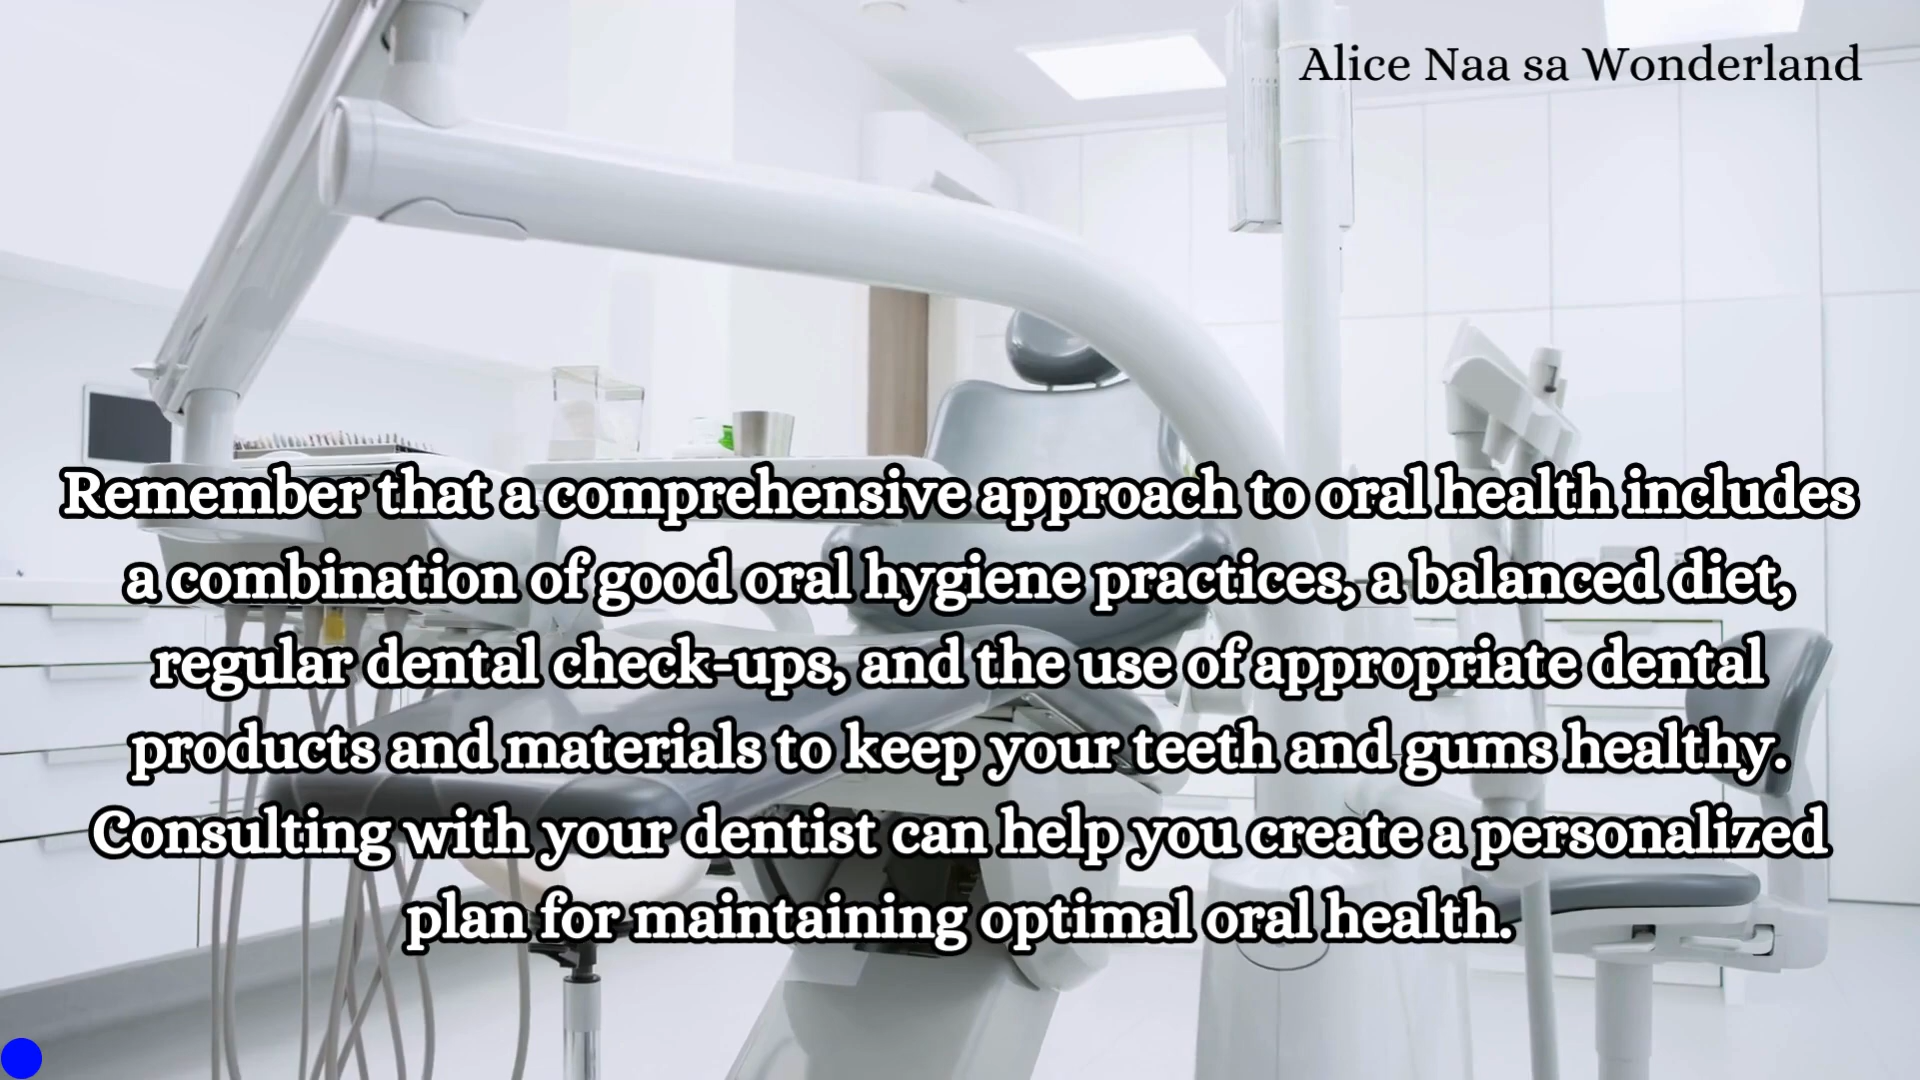 Alice Naa sa Wonderland
Remember that a comprehensive approach to oral health includes
a combination of good oral hygiene practices, a balanced diet,
regular dental check-ups, and the use of appropriate dental
products and materials to keep your teeth and gums healthy.
Consulting with your dentist can help you create a personalized
plan for maintaining optimal oral health.